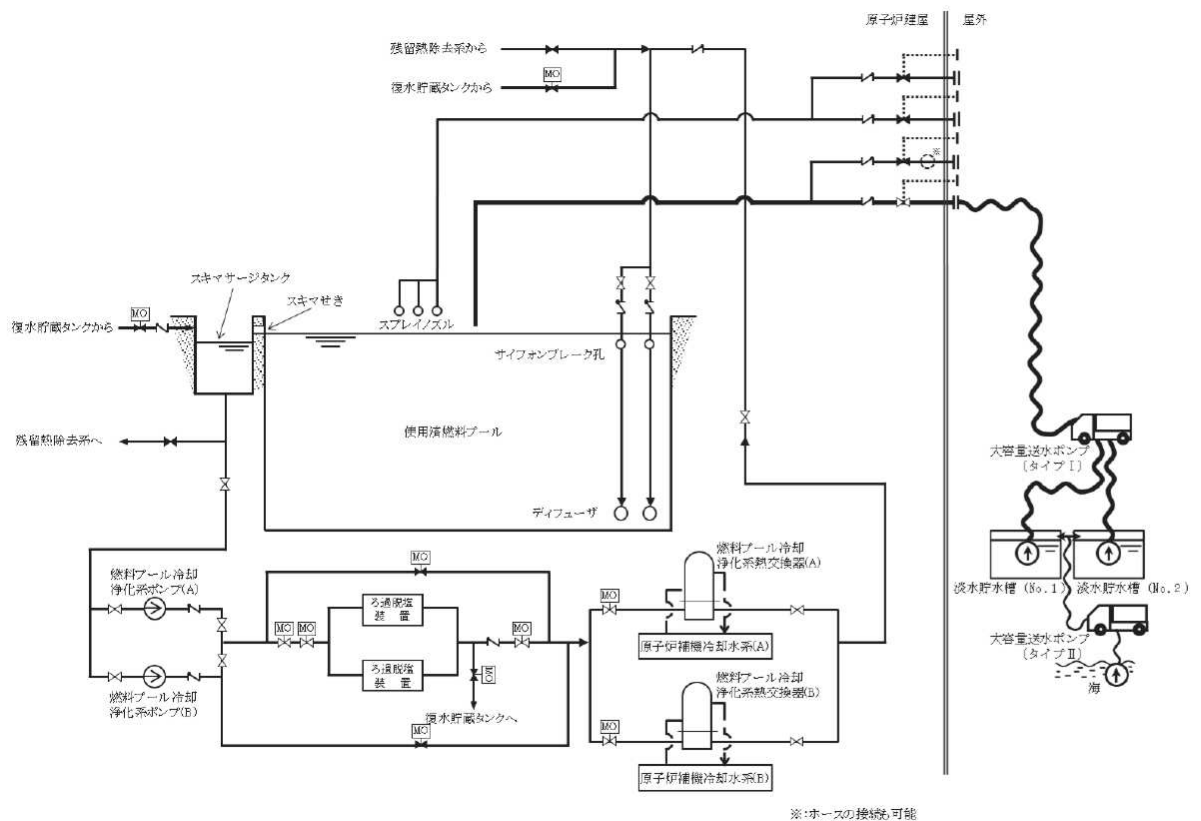 原子炉建屋
屋外
残留熱除去系から
MO
復水貯蔵タンクから
※
スキマサージタンク
スキマせき
MO
復水貯蔵タンクから
スプレイノズル
サイフォンブレーク孔
残留熱除去系へ
使用済燃料プール
大容量送水ポンプ
(タイプⅠ)
ディフューザ
燃料プール冷却
浄化系ポンプ(A)
MO
ろ過脱塩
装置
MO
MO
MO
ろ過脱塩
装置
MO
復水貯蔵タンクへ
燃料プール冷却
浄化系ポンプ(B)
MO
燃料プール冷却
浄化系熱交換器(A)
MO
原子炉補機冷却水系(A)
燃料プール冷却
浄化系熱交換器(B)
MO
原子炉補機冷却水系(B)
淡水貯水槽 (No.1)
淡水貯水槽 (No.2)
大容量送水ポンプ
(タイプⅡ)
海
※:ホースの接続も可能